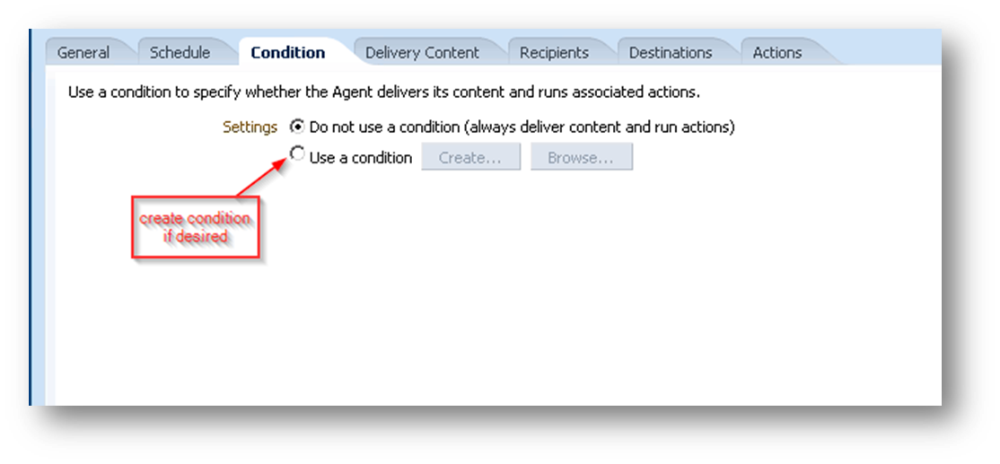 General Schedule Condition Delivery Content Recipients Destinations Actions
Use a condition to specify whether the Agent delivers its content and runs associated actions.
Settings Do not use a condition (always deliver content and run actions)
Use a condition Create... Browse...
create condition
if desired